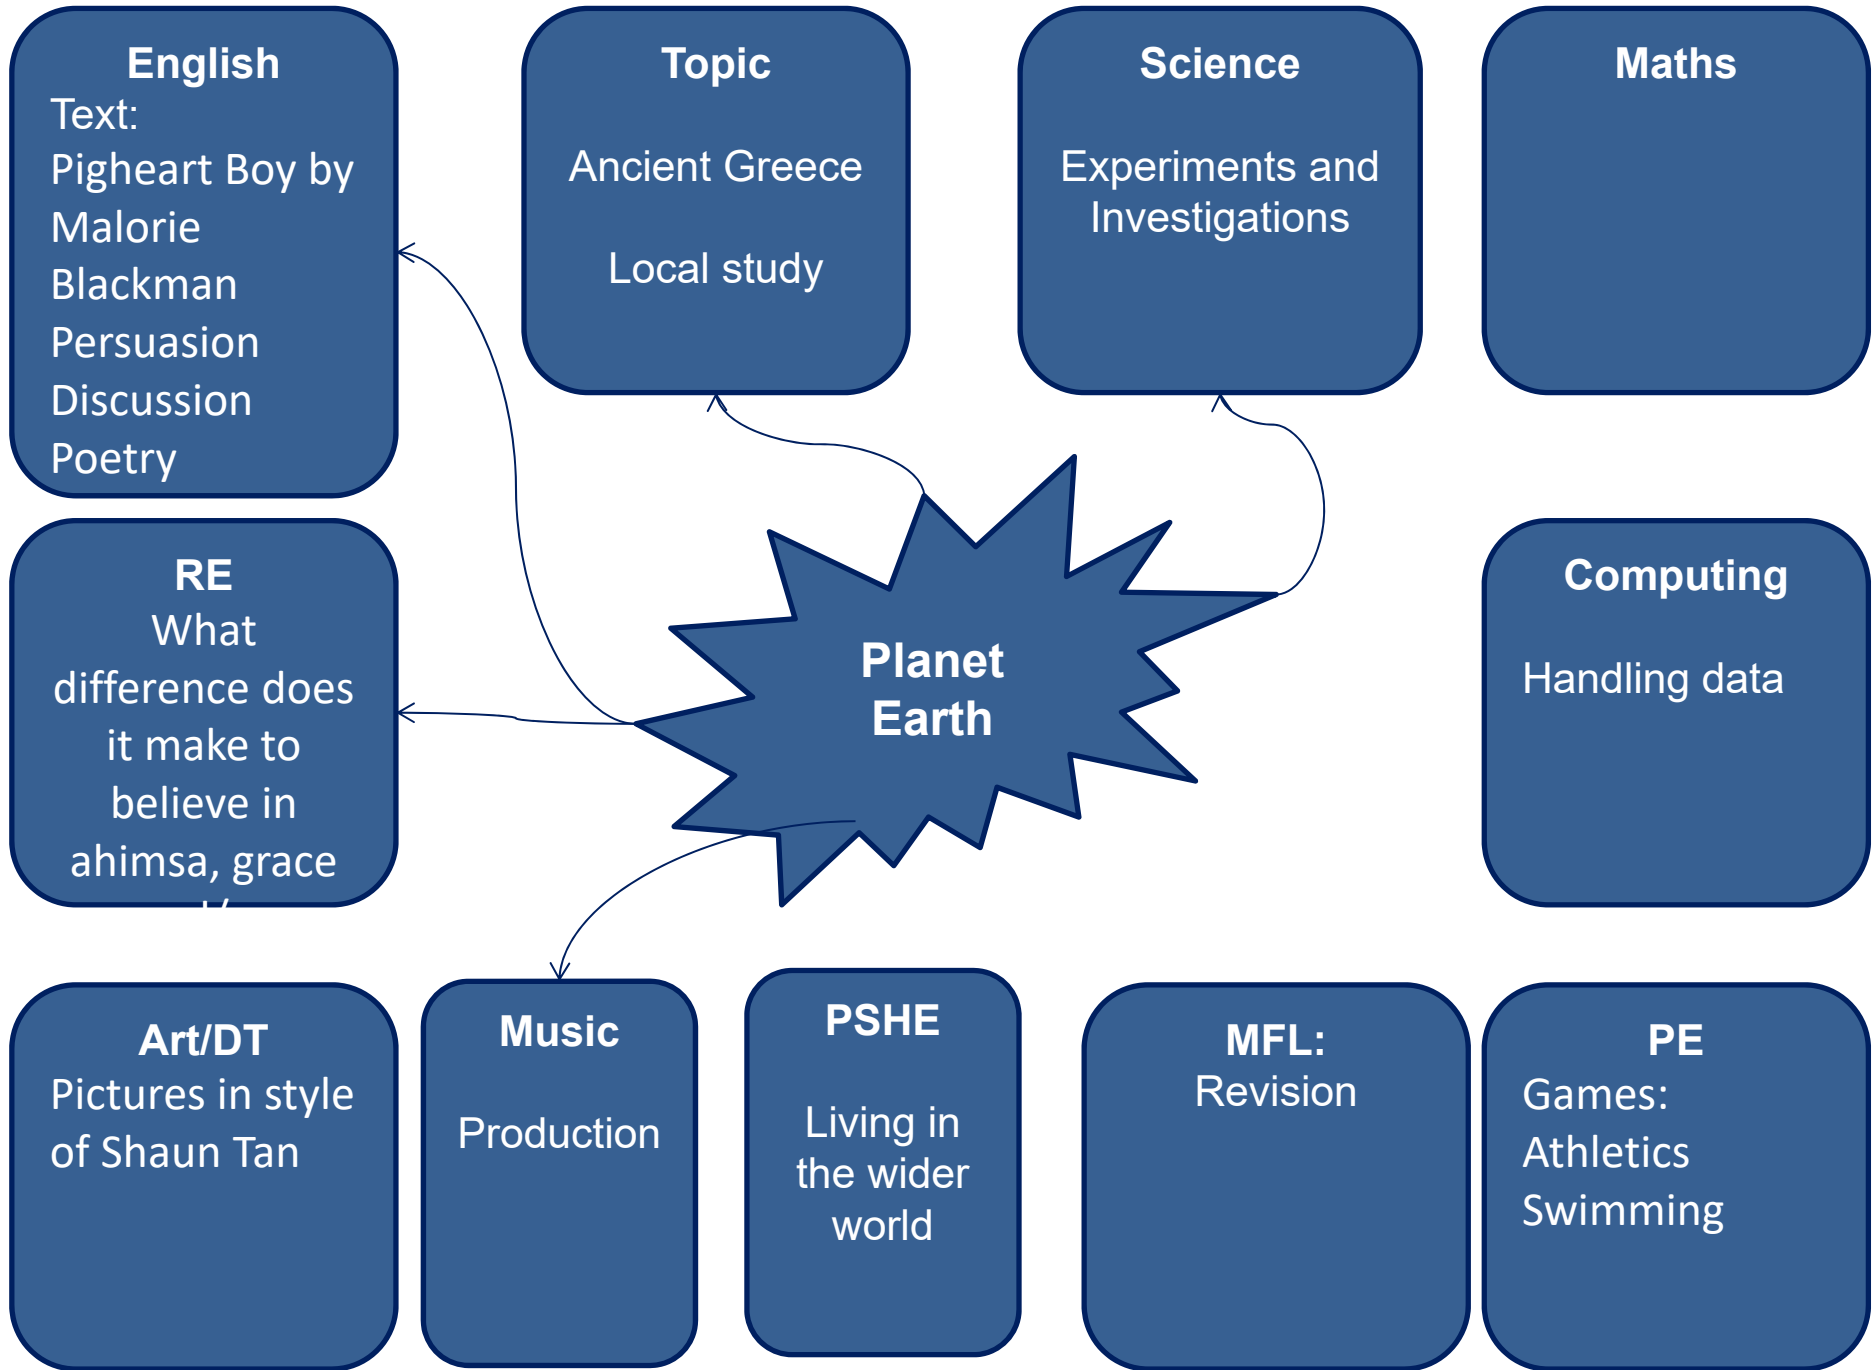 English
Text:
Pigheart Boy by
Malorie
Blackman
Persuasion
Discussion
Poetry
Topic
Ancient Greece
Local study
Science
Experiments and
Investigations
Maths
RE
What
difference does
it make to
believe in
ahimsa, grace
Planet
Earth
Computing
Handling data
Art/DT
Pictures in style
of Shaun Tan
Music
Production
PSHE
Living in
the wider
world
MFL:
Revision
PE
Games:
Athletics
Swimming